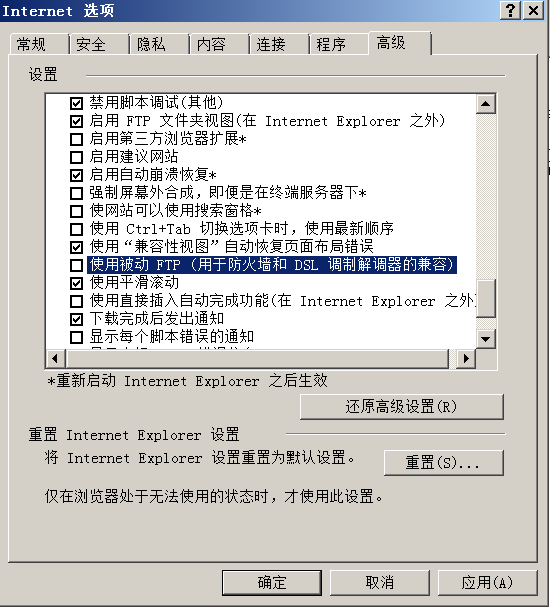 Internet 选项
常规 安全 隐私 内容 连接 程序 高级
设置
禁用脚本调试(其他)
启用 FTP 文件夹视图(在 Internet Explorer 之外)
启用第三方浏览器扩展*
启用建议网站
启用自动崩溃恢复*
强制屏幕外合成，即便是在终端服务器下*
使网站可以使用搜索窗格*
使用 Ctrl+Tab 切换选项卡时，使用最新顺序
使用“兼容性视图”自动恢复页面布局错误
使用被动 FTP (用于防火墙和 DSL 调制解调器的兼容)
使用平滑滚动
使用直接插入自动完成功能(在 Internet Explorer 之外
下载完成后发出通知
显示每个脚本错误的通知
*重新启动 Internet Explorer 之后生效
还原高级设置(R)
重置 Internet Explorer 设置
将 Internet Explorer 设置重置为默认设置。
重置(S)...
仅在浏览器处于无法使用的状态时，才使用此设置。
确定 取消 应用(A)